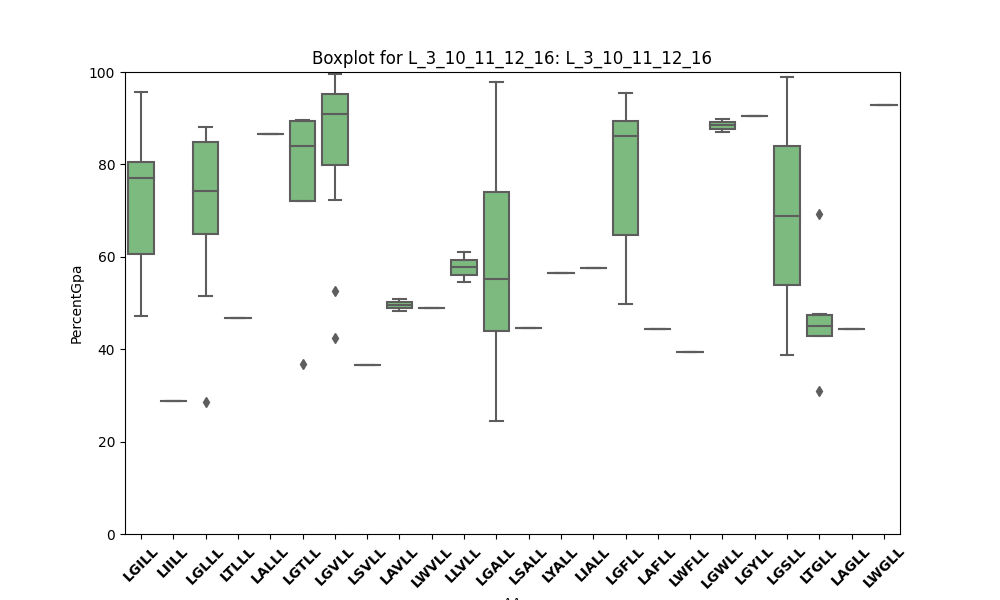 Boxplot for L_3_10_11_12_16: L_3_10_11_12_16
PercentGpa
100
80
60
40
20
0
LGILL LIILL LGLLL LTLLL LALLL LGTLL LGVLL LSVLL LAVLL LWVLL LLVLL LGALL LSALL LYALL LIALL LGFLL LAFLL LWFLL LGWLL LGYLL LGSLL LTGLL LAGLL LWGLL